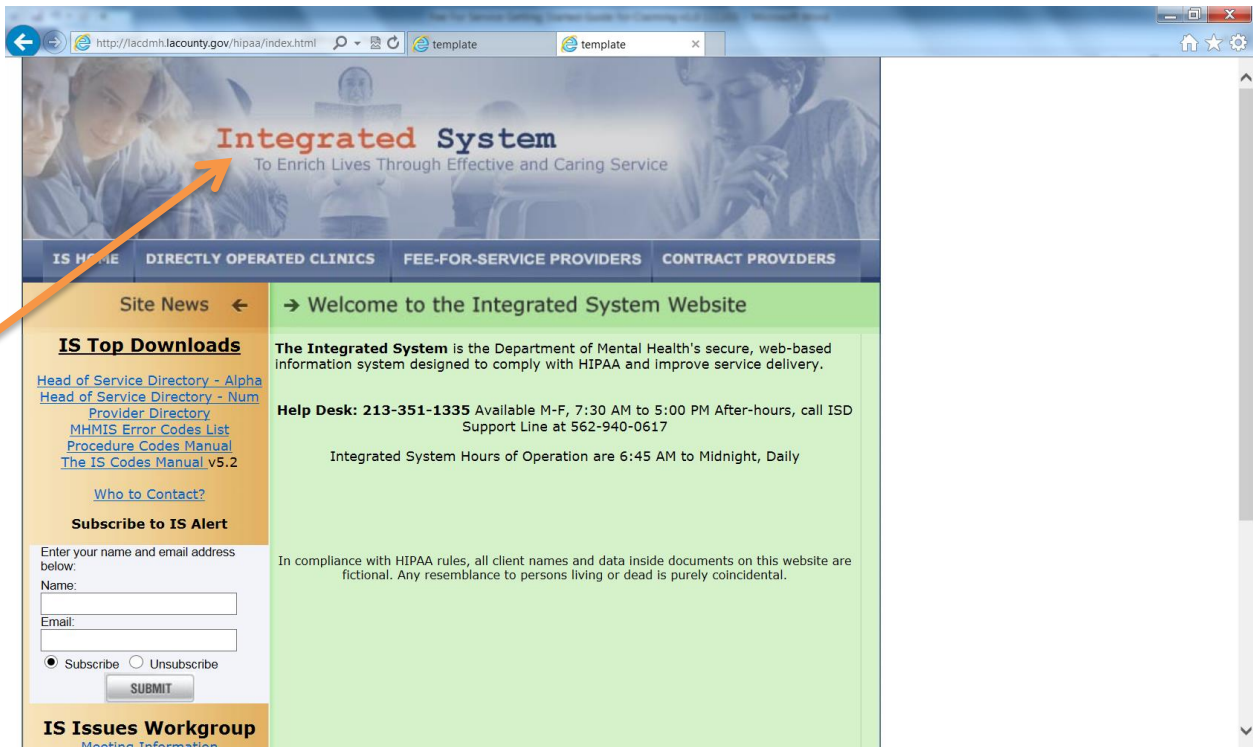 http://lacdmh.lacounty.gov/hipaa/index.html
template
template
Integrated System
To Enrich Lives Through Effective and Caring Service
IS HOME DIRECTLY OPERATED CLINICS FEE-FOR-SERVICE PROVIDERS CONTRACT PROVIDERS
Site News ← → Welcome to the Integrated System Website
IS Top Downloads
Head of Service Directory - Alpha
Head of Service Directory - Num
Provider Directory
MHMIS Error Codes List
Procedure Codes Manual
The IS Codes Manual v5.2
Who to Contact?
Subscribe to IS Alert
Enter your name and email address
below:
Name:
Email:
Subscribe Unsubscribe
SUBMIT
IS Issues Workgroup
Meeting Information
The Integrated System is the Department of Mental Health's secure, web-based
information system designed to comply with HIPAA and improve service delivery.
Help Desk: 213-351-1335 Available M-F, 7:30 AM to 5:00 PM After-hours, call ISD
Support Line at 562-940-0617
Integrated System Hours of Operation are 6:45 AM to Midnight, Daily
In compliance with HIPAA rules, all client names and data inside documents on this website are
fictional. Any resemblance to persons living or dead is purely coincidental.